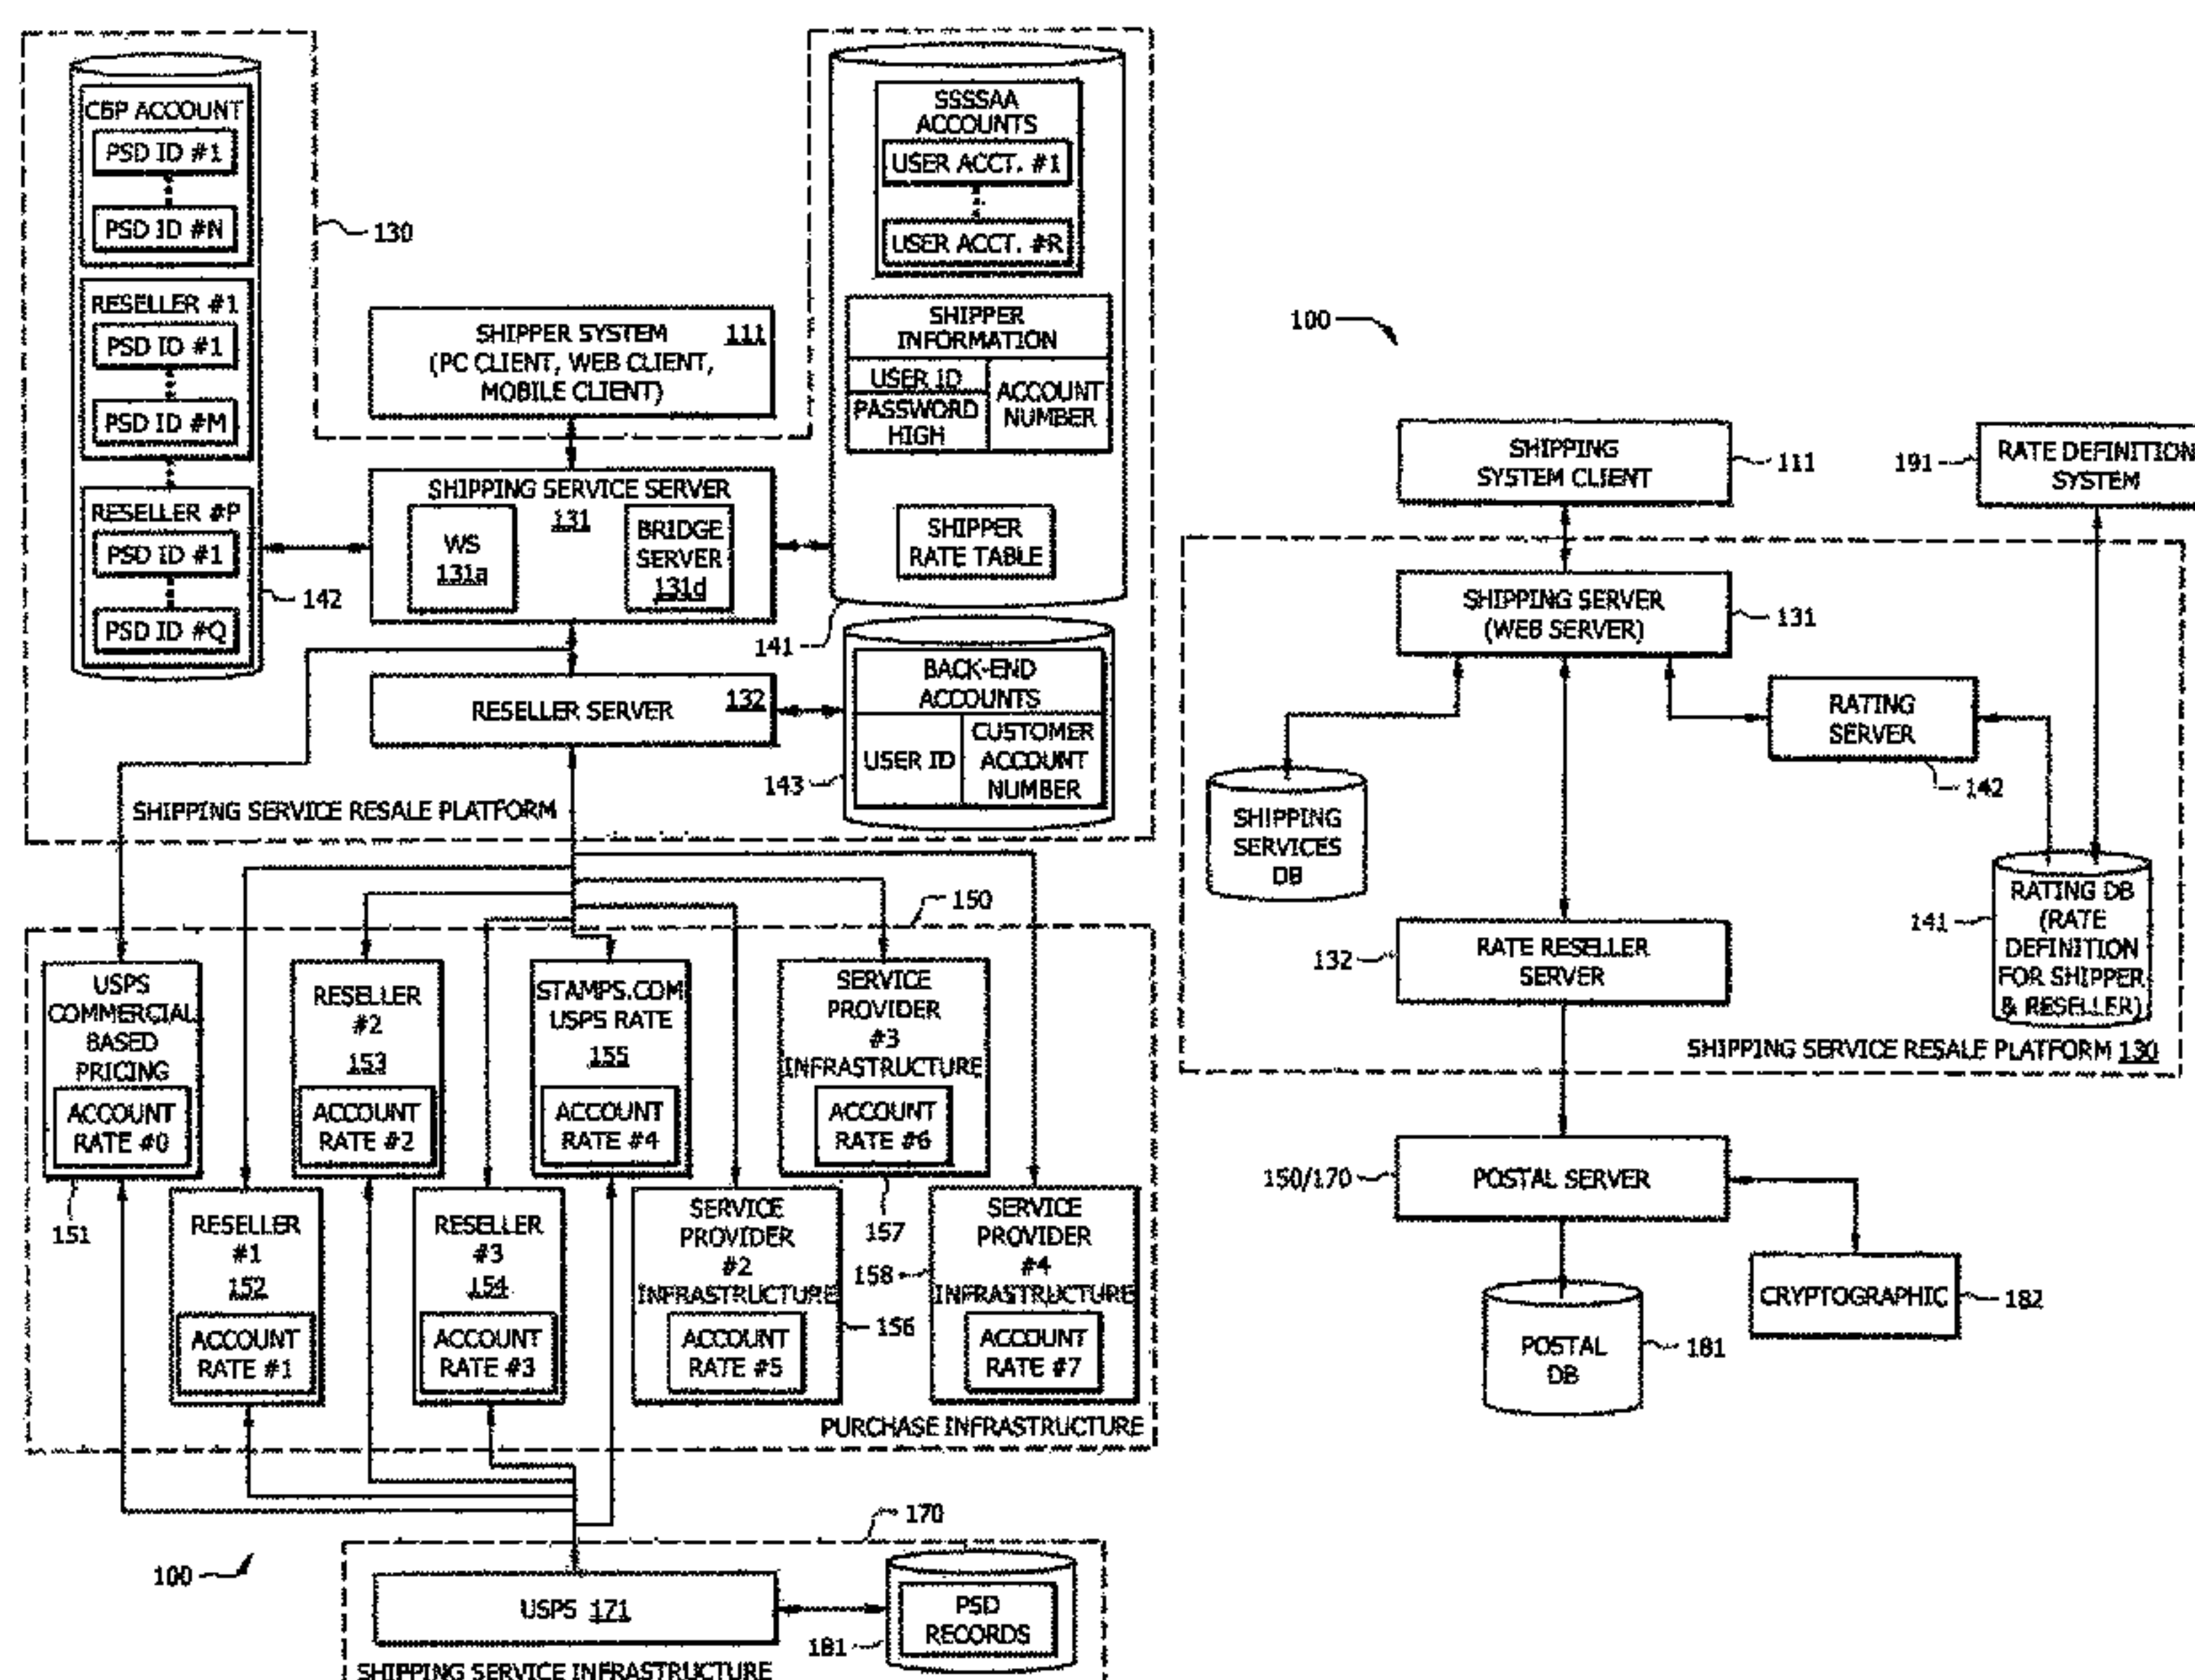 CBP ACCOUNT
PSD ID #1
PSD ID #N
RESELLER #1
PSD ID #1
PSD ID #M
RESELLER #P
PSD ID #1
PSD ID #Q
142
130
SHIPPER SYSTEM 111
(PC CLIENT, WEB CLIENT,
MOBILE CLIENT)
SHIPPING SERVICE SERVER
131
WS
131a
BRIDGE
SERVER
131d
RESELLER SERVER 132
SSSSAA
ACCOUNTS
USER ACCT. #1
USER ACCT. #R
SHIPPER
INFORMATION
USER ID
PASSWORD
HIGH
ACCOUNT
NUMBER
SHIPPER
RATE TABLE
141
BACK-END
ACCOUNTS
USER ID
CUSTOMER
ACCOUNT
NUMBER
143
SHIPPING SERVICE RESALE PLATFORM
150
USPS
COMMERCIAL
BASED
PRICING
ACCOUNT
RATE #0
151
RESELLER
#1
152
ACCOUNT
RATE #1
RESELLER
#2
153
ACCOUNT
RATE #2
RESELLER
#3
154
ACCOUNT
RATE #3
STAMPS.COM
USPS RATE
155
ACCOUNT
RATE #4
SERVICE
PROVIDER
#2
INFRASTRUCTURE
ACCOUNT
RATE #5
156
SERVICE
PROVIDER
#3
INFRASTRUCTURE
ACCOUNT
RATE #6
157
SERVICE
PROVIDER
#4
INFRASTRUCTURE
ACCOUNT
RATE #7
158
PURCHASE INFRASTRUCTURE
170
100
USPS 171
PSD
RECORDS
181
SHIPPING SERVICE INFRASTRUCTURE
100
SHIPPING
SYSTEM CLIENT
111
191
RATE DEFINITION
SYSTEM
SHIPPING SERVER
(WEB SERVER)
131
RATING
SERVER
142
SHIPPING
SERVICES
DB
RATE RESELLER
SERVER
132
141
RATING DB
(RATE
DEFINITION
FOR SHIPPER
& RESELLER)
SHIPPING SERVICE RESALE PLATFORM 130
150/170
POSTAL SERVER
CRYPTOGRAPHIC
182
POSTAL
DB
181